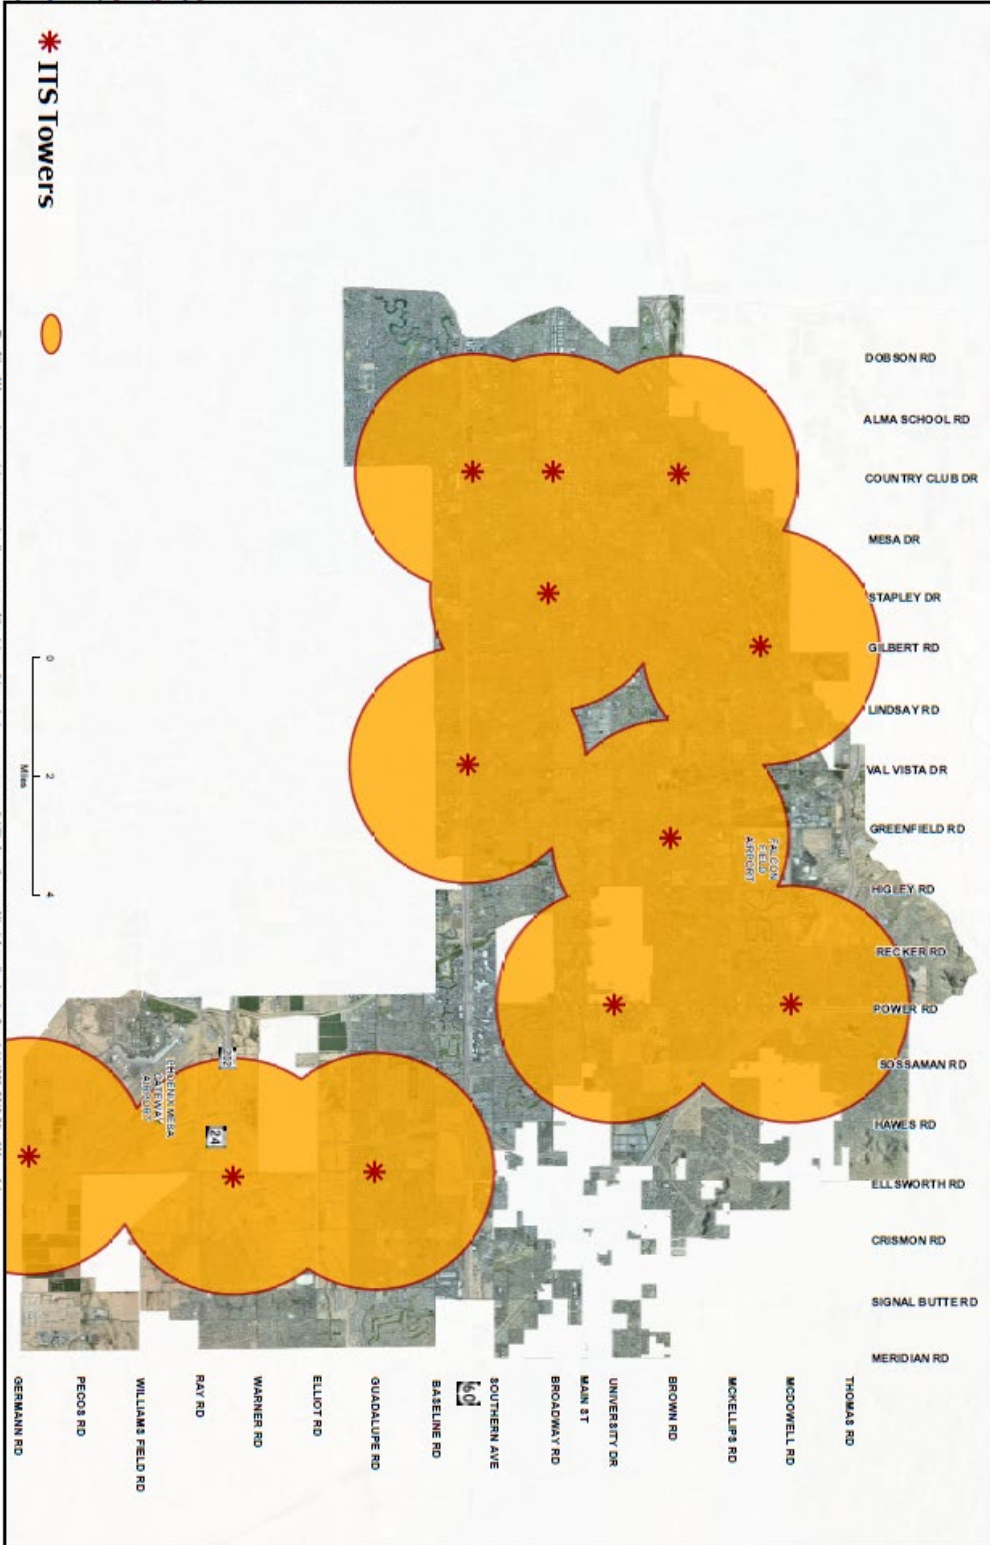 ITS Towers
DOBSON RD
ALMA SCHOOL RD
COUNTRY CLUB DR
MESA DR
STAPLEY DR
GILBERT RD
LINDSAY RD
VAL VISTA DR
GREENFIELD RD
HIGLEY RD
RECKER RD
POWER RD
SOSSAMAN RD
HAWES RD
ELLSWORTH RD
CRISMON RD
SIGNAL BUTTE RD
MERIDIAN RD
FALCON
FIELD
AIRPORT
0
2
4
Miles
202
24
PHOENIX-MESA
GATEWAY
AIRPORT
60
GERMANN RD
PECOS RD
WILLIAMS FIELD RD
RAY RD
WARNER RD
ELLIOT RD
GUADALUPE RD
BASELINE RD
SOUTHERN AVE
BROADWAY RD
MAIN ST
UNIVERSITY DR
BROWN RD
MCKELLIPS RD
MCDOWELL RD
THOMAS RD